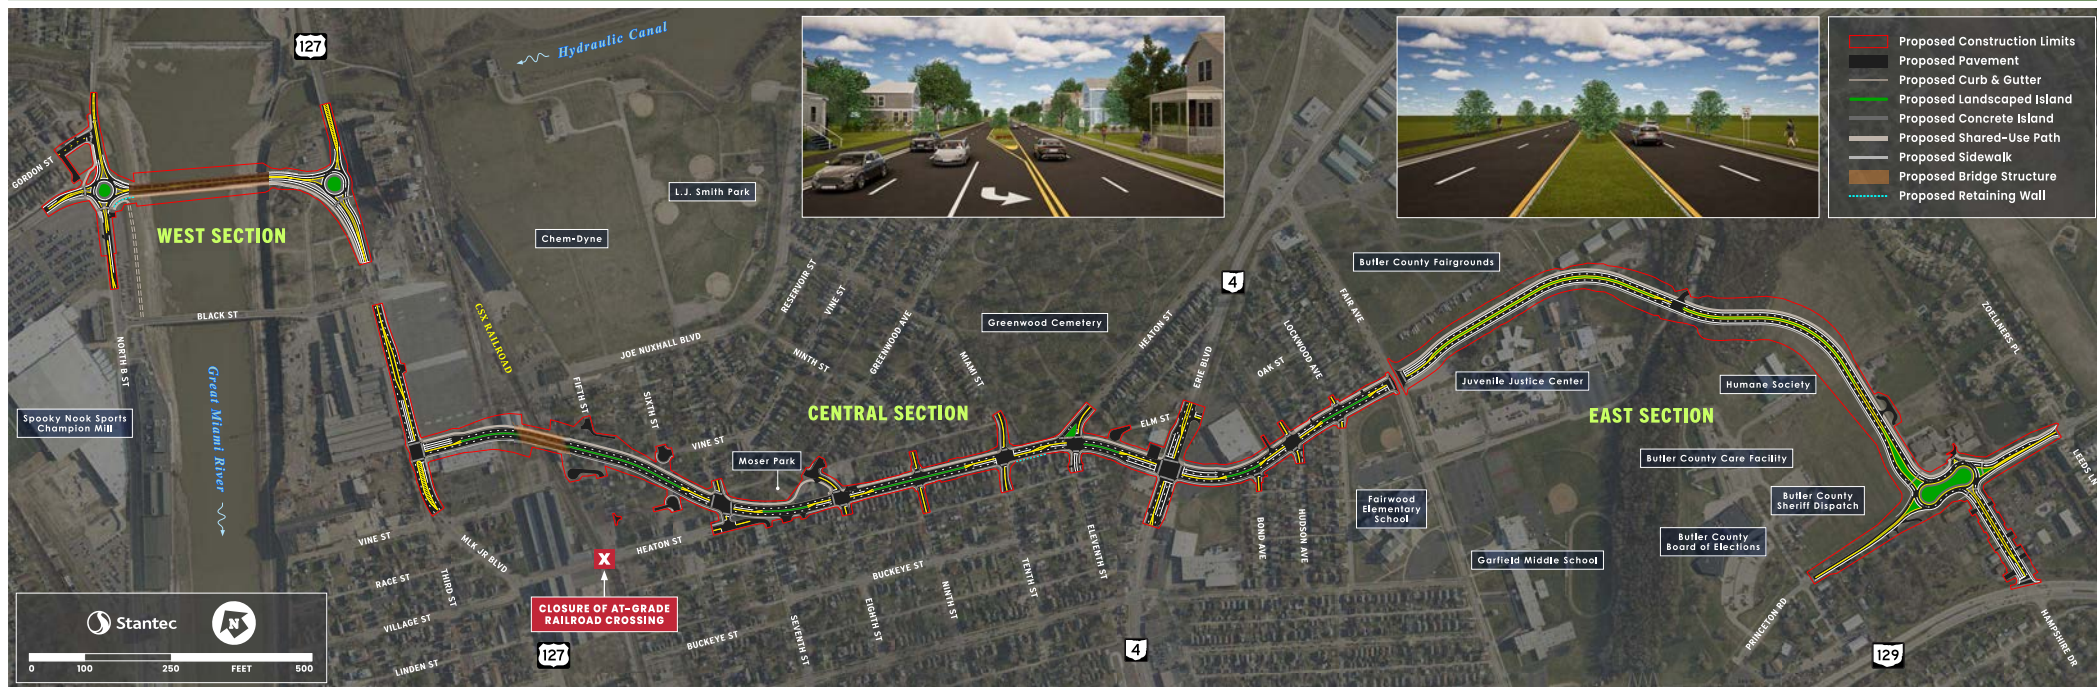 127
Hydraulic Canal
Proposed Construction Limits
Proposed Pavement
Proposed Curb & Gutter
Proposed Landscaped Island
Proposed Concrete Island
Proposed Shared-Use Path
Proposed Sidewalk
Proposed Bridge Structure
Proposed Retaining Wall
GORDON ST
WEST SECTION
L.J. Smith Park
Chem-Dyne
BLACK ST
NORTH B ST
Great Miami River
Spooky Nook Sports
Champion Mill
CSX RAILROAD
JOE NUXHALL BLVD
RESERVOIR ST
VINE ST
GREENWOOD AVE
NINTH ST
MIAMI ST
Greenwood Cemetery
HEATON ST
4
ERIE BLVD
OAK ST
LOCKWOOD AVE
FAIR AVE
Butler County Fairgrounds
ZOELLNERS PL
FIFTH ST
SIXTH ST
VINE ST
CENTRAL SECTION
ELM ST
Moser Park
Juvenile Justice Center
Humane Society
EAST SECTION
Butler County Care Facility
Butler County
Sheriff Dispatch
Butler County
Board of Elections
LEEDS LN
Fairwood
Elementary
School
Garfield Middle School
BOND AVE
HUDSON AVE
VINE ST
MLK JR BLVD
RACE ST
THIRD ST
VILLAGE ST
LINDEN ST
X
HEATON ST
CLOSURE OF AT-GRADE
RAILROAD CROSSING
127
BUCKEYE ST
BUCKEYE ST
SEVENTH ST
EIGHTH ST
NINTH ST
TENTH ST
ELEVENTH ST
4
PRINCETON RD
129
HAMPSHIRE DR
Stantec
N
0 100 250 FEET 500